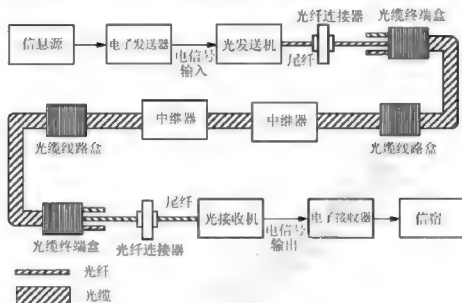 光纤连接器
光缆终端盒
信息源
电子发送器
光发送机
电信号
输入
尾纤
中继器
中继器
光缆线路盒
光缆线路盒
尾纤
光接收机
电子接收器
信宿
电信号
输出
光缆终端盒
光纤连接器
光纤
光缆